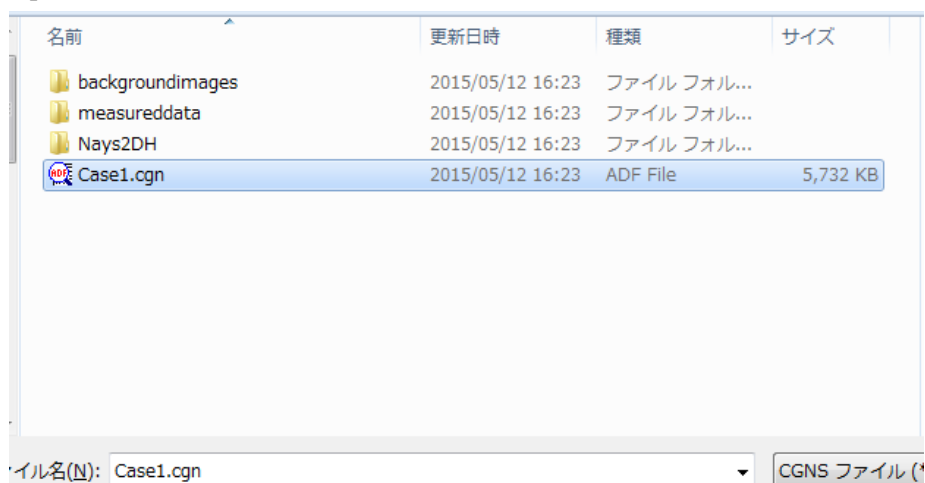 名前 更新日時 種類 サイズ
backgroundimages 2015/05/12 16:23 ファイル フォル...
measureddata 2015/05/12 16:23 ファイル フォル...
Nays2DH 2015/05/12 16:23 ファイル フォル...
Case1.cgn 2015/05/12 16:23 ADF File 5,732 KB
イル名(N): Case1.cgn CGNS ファイル (*